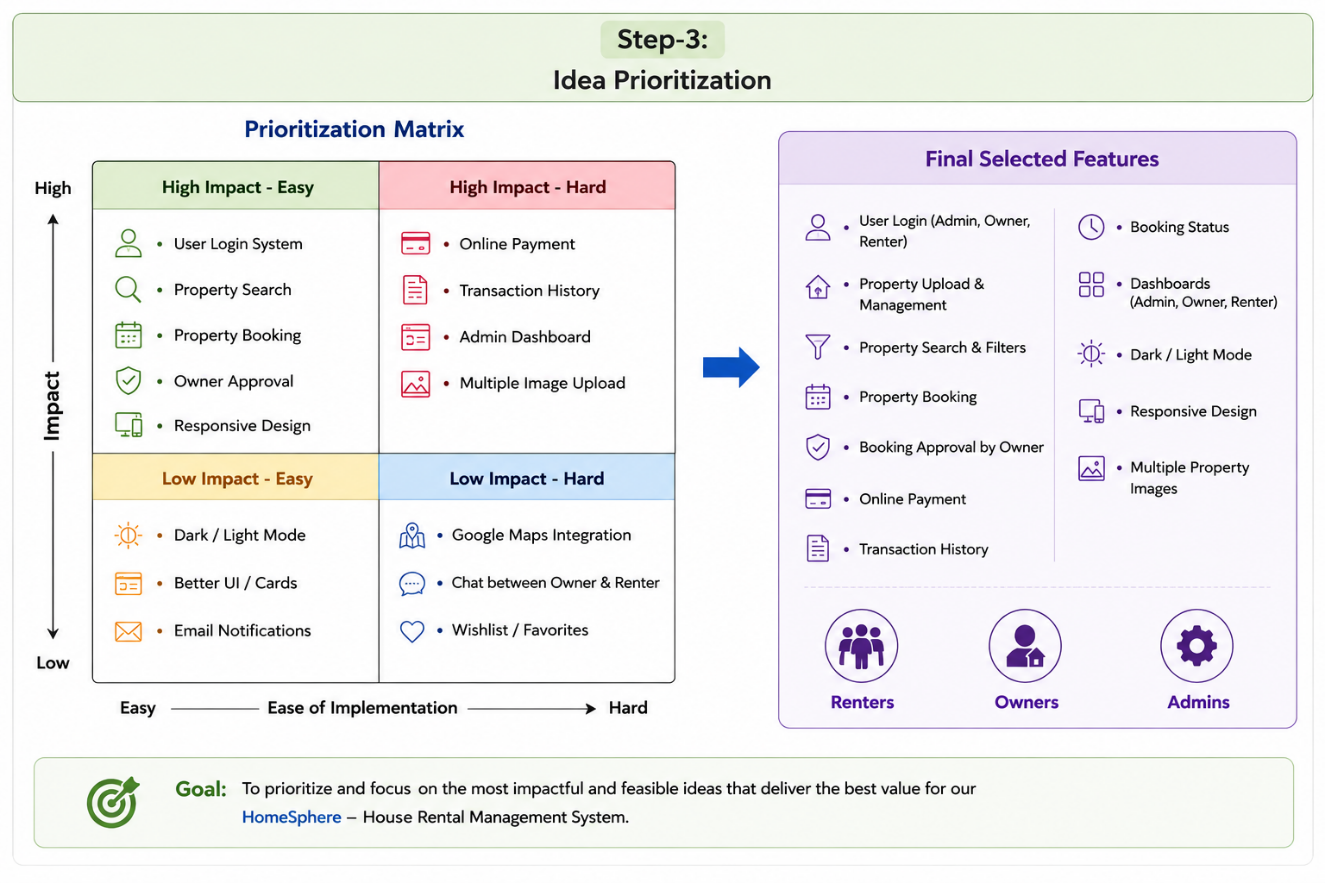 Step-3:
Idea Prioritization
Prioritization Matrix
High
Impact
Low
High Impact - Easy
• User Login System
• Property Search
• Property Booking
• Owner Approval
• Responsive Design
High Impact - Hard
• Online Payment
• Transaction History
• Admin Dashboard
• Multiple Image Upload
Low Impact - Easy
• Dark / Light Mode
• Better UI / Cards
• Email Notifications
Low Impact - Hard
• Google Maps Integration
• Chat between Owner & Renter
• Wishlist / Favorites
Easy
Ease of Implementation
Hard
Final Selected Features
• User Login (Admin, Owner,
Renter)
• Property Upload &
Management
• Property Search & Filters
• Property Booking
• Booking Approval by Owner
• Online Payment
• Transaction History
• Booking Status
• Dashboards
(Admin, Owner, Renter)
• Dark / Light Mode
• Responsive Design
• Multiple Property
Images
Renters
Owners
Admins
Goal: To prioritize and focus on the most impactful and feasible ideas that deliver the best value for our
HomeSphere – House Rental Management System.